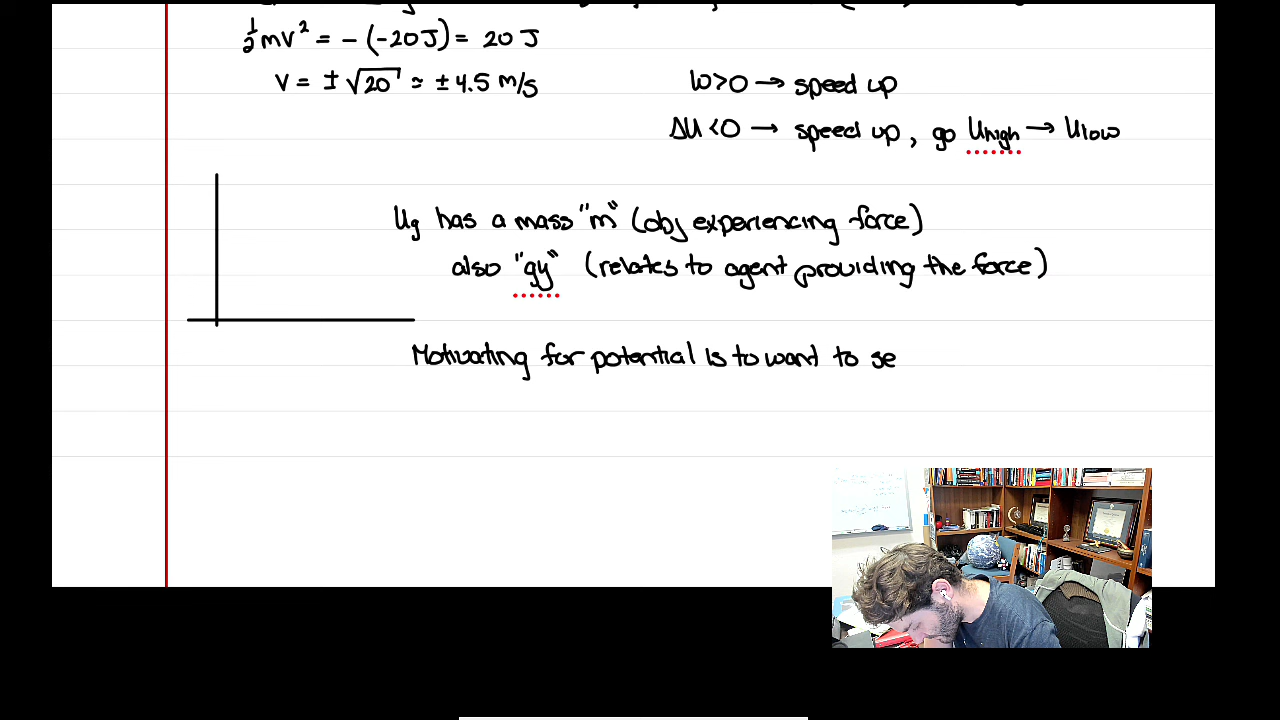 ½mv² = -(-20J) = 20 J
v = ± √20 ≈ ± 4.5 m/s
W>0 → speed up
ΔU<0 → speed up, go Uhigh → Ulow
Ug has a mass "m" (obj experiencing force)
also "gy" (relates to agent providing the force)
Motivating for potential is to want to se